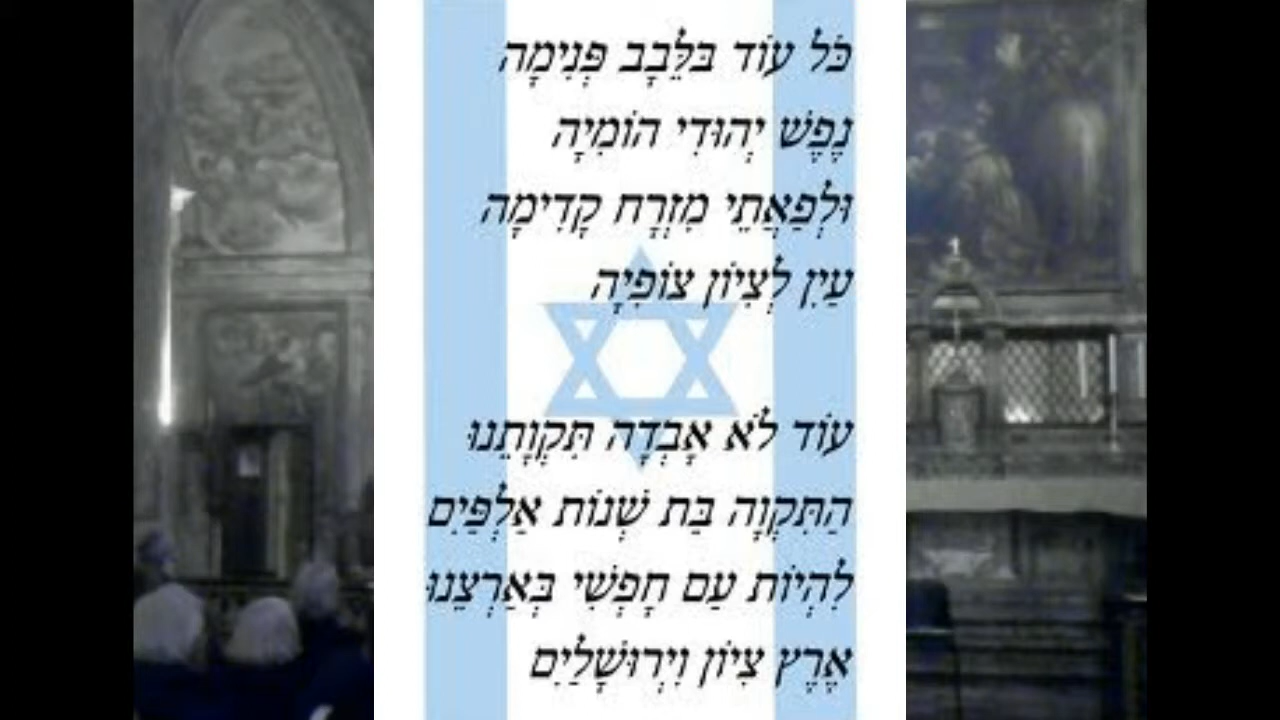 כֹּל עוֹד בַּלֵּבָב פְּנִימָה
נֶפֶשׁ יְהוּדִי הוֹמִיָּה
וּלְפַאֲתֵי מִזְרָח קָדִימָה
עַיִן לְצִיּוֹן צוֹפִיָּה
עוֹד לֹא אָבְדָה תִּקְוָתֵנוּ
הַתִּקְוָה בַּת שְׁנוֹת אַלְפַּיִם
לִהְיוֹת עַם חָפְשִׁי בְּאַרְצֵנוּ
אֶרֶץ צִיּוֹן וִירוּשָׁלַיִם